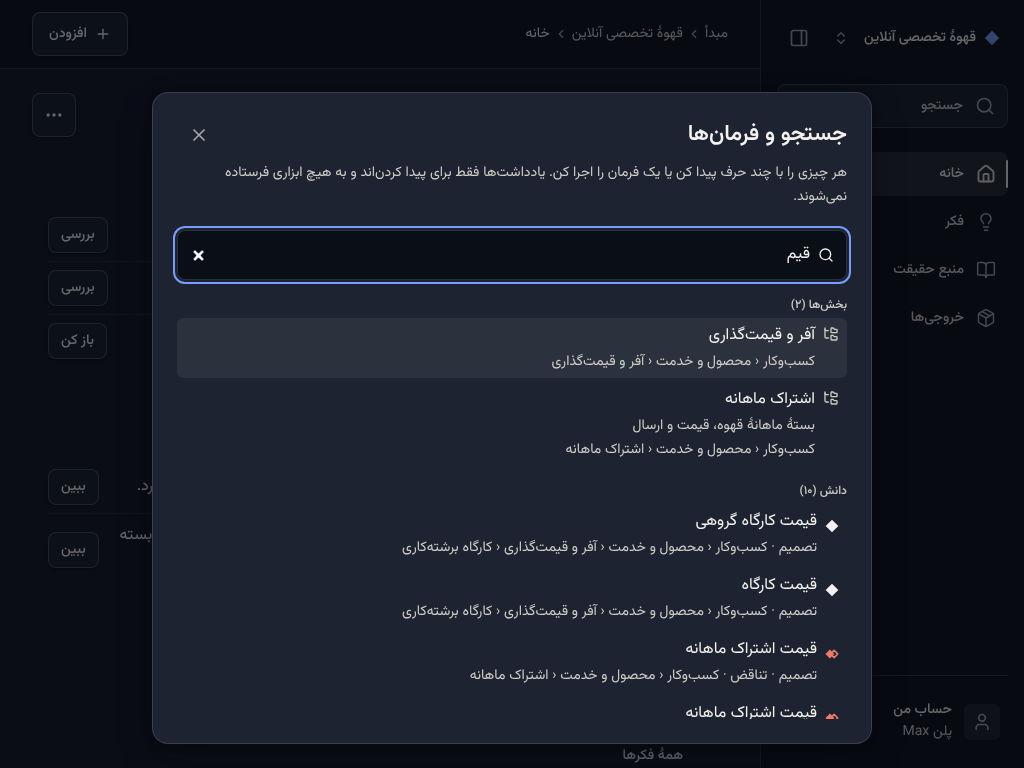 قهوهٔ تخصصی آنلاین
مبدأ › قهوهٔ تخصصی آنلاین › خانه
افزودن
جستجو
خانه
فکر
منبع حقیقت
خروجی‌ها
بررسی
بررسی
باز کن
ببین
ببین
بسته
جستجو و فرمان‌ها
هر چیزی را با چند حرف پیدا کن یا یک فرمان را اجرا کن. یادداشت‌ها فقط برای پیدا کردن‌اند و به هیچ ابزاری فرستاده
نمی‌شوند.
قیم
بخش‌ها (۲)
آفر و قیمت‌گذاری
کسب‌وکار › محصول و خدمت › آفر و قیمت‌گذاری
اشتراک ماهانه
بستهٔ ماهانهٔ قهوه، قیمت و ارسال
کسب‌وکار › محصول و خدمت › اشتراک ماهانه
دانش (۱۰)
قیمت کارگاه گروهی
تصمیم · کسب‌وکار › محصول و خدمت › آفر و قیمت‌گذاری › کارگاه برشته‌کاری
قیمت کارگاه
تصمیم · کسب‌وکار › محصول و خدمت › آفر و قیمت‌گذاری › کارگاه برشته‌کاری
قیمت اشتراک ماهانه
تصمیم · تناقض · کسب‌وکار › محصول و خدمت › اشتراک ماهانه
قیمت اشتراک ماهانه
همهٔ فکرها
حساب من
پلن Max